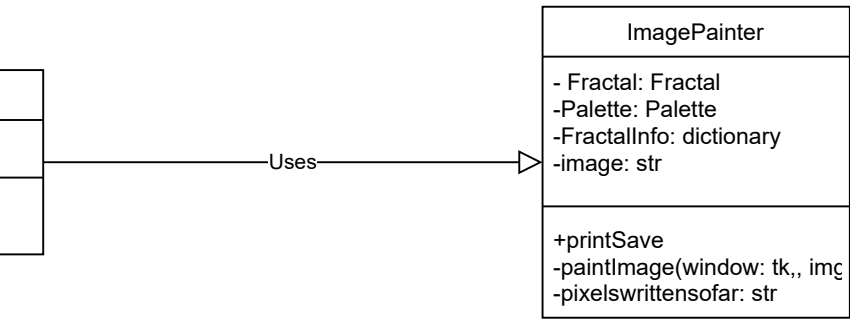 ImagePainter
- Fractal: Fractal
-Palette: Palette
-FractalInfo: dictionary
-image: str
Uses
+printSave
-paintImage(window: tk,, img
-pixelswrittensofar: str